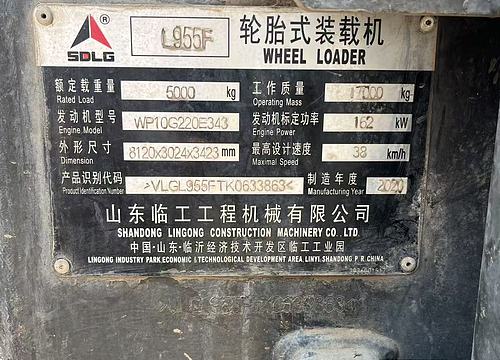 SDLG ®
L955F
轮胎式装载机
WHEEL LOADER
额定载重量 5000 kg
Rated Load
工作质量 17000 kg
Operating Mass
发动机型号 WP10G220E343
Engine Model
发动机标定功率 162 kW
Engine Power
外形尺寸 8120x3024x3423 mm
Dimension
最高设计速度 38 km/h
Maximal Speed
产品识别代码 >VLGL955FTK0633863<
Product Identification Number
制造年度 2020
Manufacturing Year
山东临工工程机械有限公司
SHANDONG LINGONG CONSTRUCTION MACHINERY CO., LTD.
中国·山东·临沂经济技术开发区临工工业园
LINGONG INDUSTRY PARK,ECONOMIC & TECHNOLOGICAL DEVELOPMENT AREA, LINYI, SHANDONG P. R. CHINA